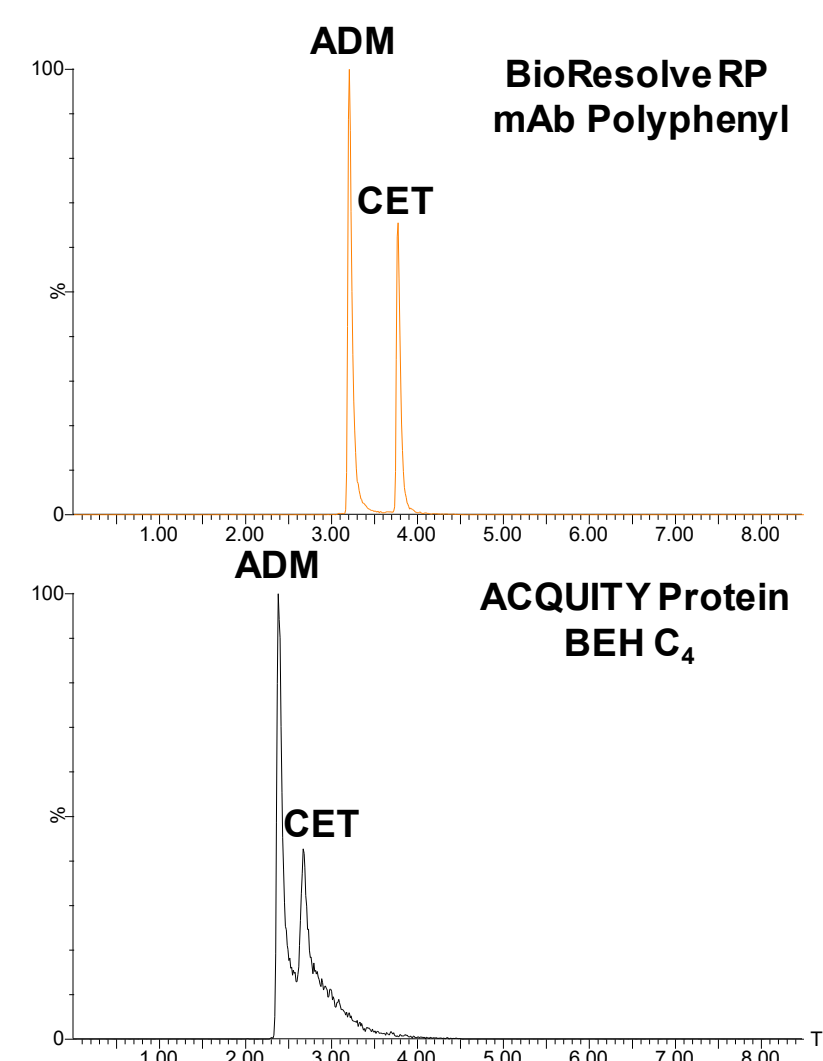 ADM
BioResolve RP
mAb Polyphenyl
100
CET
%
0
1.00 2.00 3.00 4.00 5.00 6.00 7.00 8.00
ADM
100
ACQUITY Protein
BEH C₄
CET
%
0
T
1.00 2.00 3.00 4.00 5.00 6.00 7.00 8.00